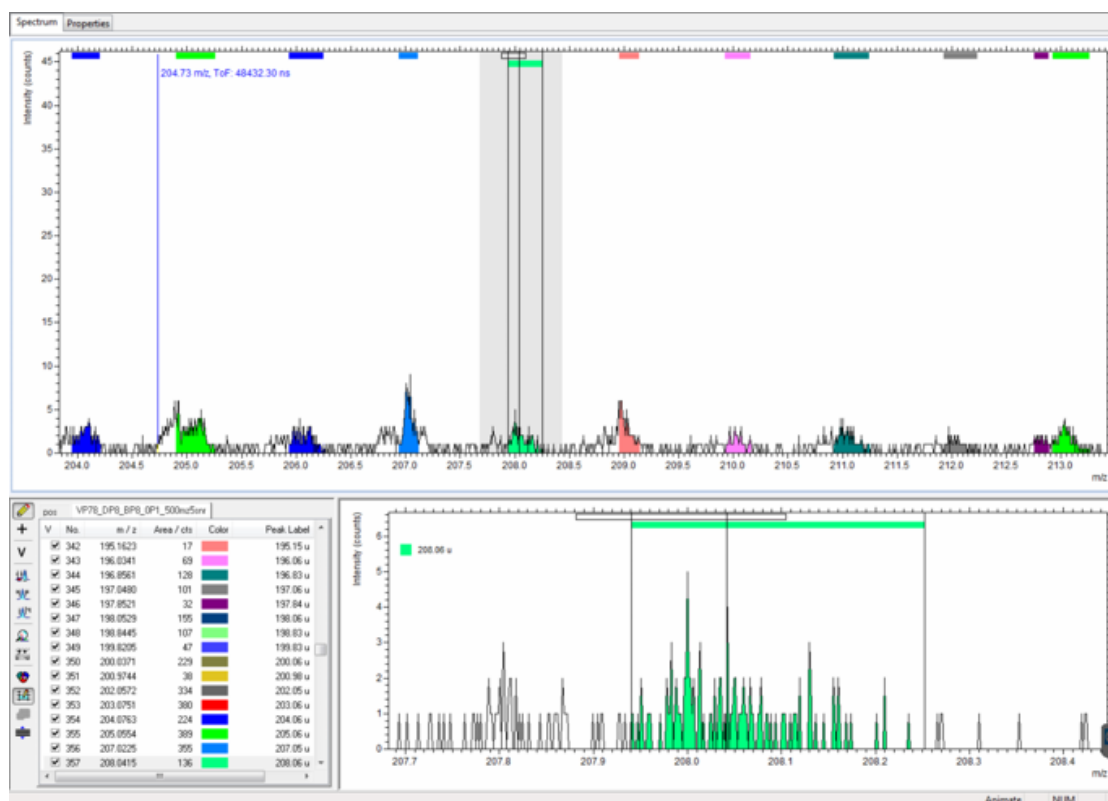 Spectrum Properties
Intensity (counts)
45
40
35
30
25
20
15
10
5
0
204.73 m/z, ToF: 48432.30 ns
204.0 204.5 205.0 205.5 206.0 206.5 207.0 207.5 208.0 208.5 209.0 209.5 210.0 210.5 211.0 211.5 212.0 212.5 213.0
m/z
pos
V No. m / z Area / cts Color Peak Label
342 195.1623 17 195.15 u
343 196.0341 69 196.06 u
344 196.8561 128 196.83 u
345 197.0480 101 197.06 u
346 197.8521 32 197.84 u
347 198.0529 155 198.06 u
348 198.8445 107 198.83 u
349 199.8205 47 199.83 u
350 200.0371 229 200.06 u
351 200.9744 38 200.98 u
352 202.0572 334 202.05 u
353 203.0751 380 203.06 u
354 204.0763 224 204.06 u
355 205.0554 389 205.06 u
356 207.0225 355 207.05 u
357 208.0415 136 208.06 u
Intensity (counts)
6
5
4
3
2
1
0
208.06 u
207.7 207.8 207.9 208.0 208.1 208.2 208.3 208.4
m/z
Animate NUM